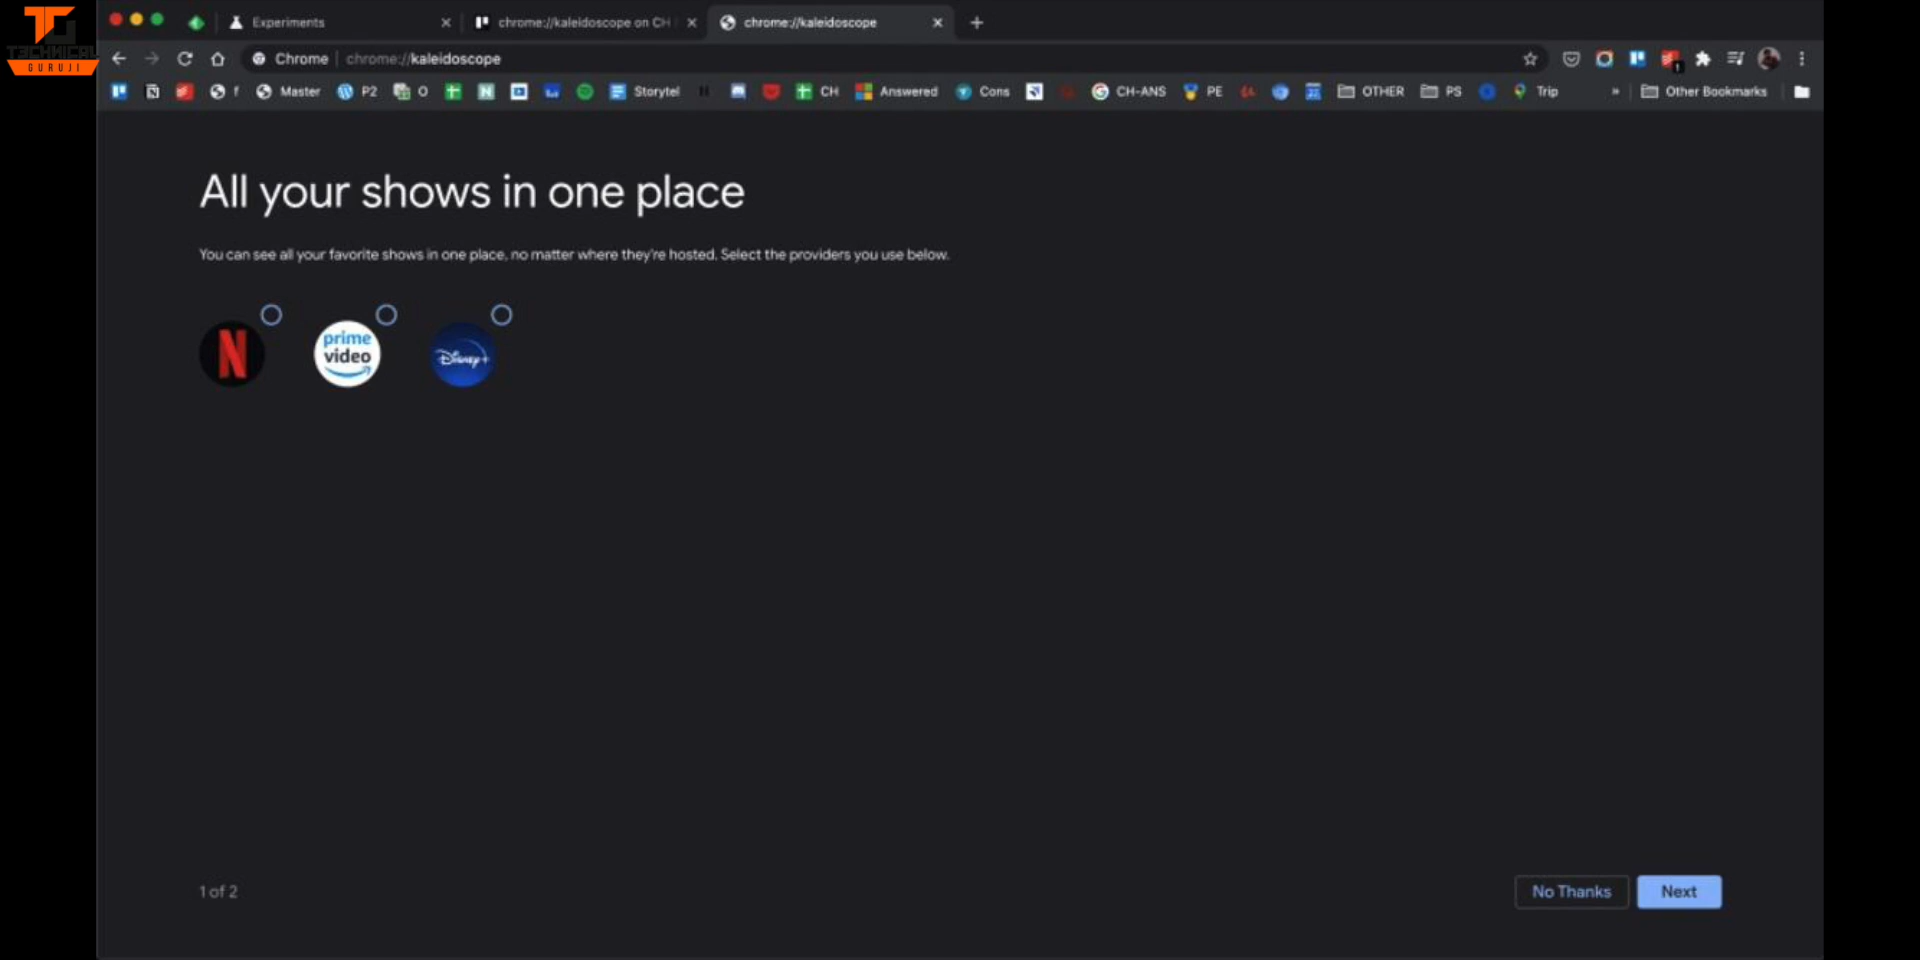 TECHNICAL
GURUJI
Experiments
chrome://kaleidoscope on CH
chrome://kaleidoscope
Chrome | chrome://kaleidoscope
f Master P2 O Storytel CH Answered Cons CH-ANS PE OTHER PS Trip » Other Bookmarks
All your shows in one place
You can see all your favorite shows in one place, no matter where they're hosted. Select the providers you use below.
N
prime
video
Disney+
1 of 2
No Thanks
Next